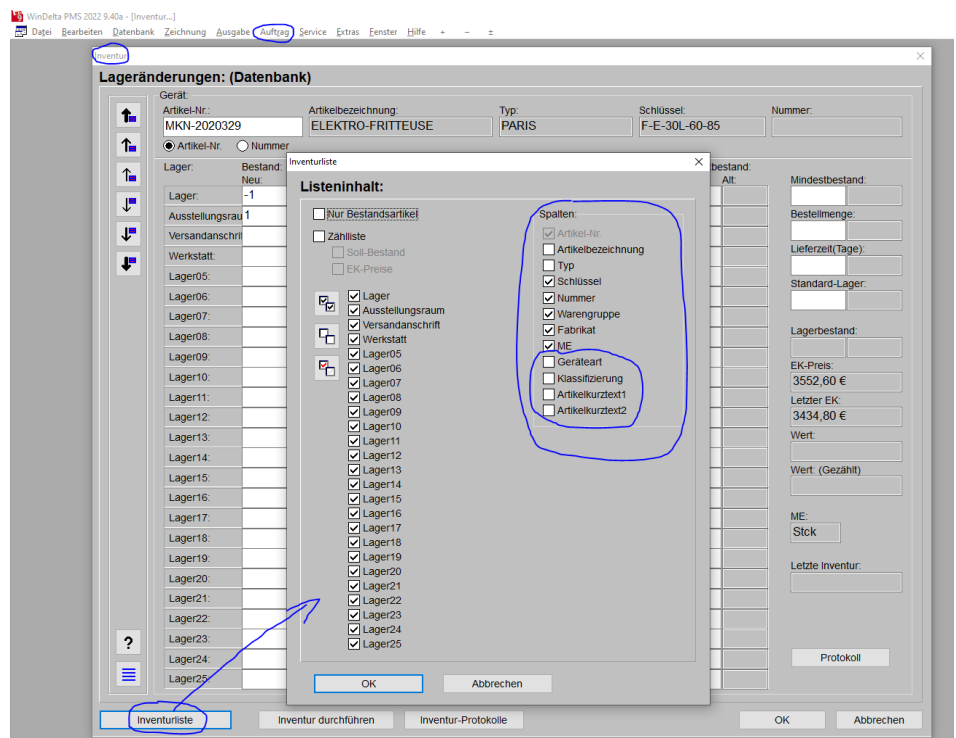 WinDelta PMS 2022 9.40a - [Inventur...]
Datei Bearbeiten Datenbank Zeichnung Ausgabe Auftrag Service Extras Fenster Hilfe + – ±
Inventur
Lageränderungen: (Datenbank)
Gerät:
Artikel-Nr.: Artikelbezeichnung: Typ: Schlüssel: Nummer:
MKN-2020329 ELEKTRO-FRITTEUSE PARIS F-E-30L-60-85
Artikel-Nr. Nummer
Lager: Bestand: bestand:
Neu: Alt: Mindestbestand:
Lager: -1
Ausstellungsrau 1 Bestellmenge:
Versandanschri
Werkstatt: Lieferzeit(Tage):
Lager05: Standard-Lager:
Lager06:
Lager07:
Lager08: Lagerbestand:
Lager09: EK-Preis:
Lager10: 3552,60 €
Lager11: Letzter EK:
Lager12: 3434,80 €
Lager13: Wert:
Lager14: Wert: (Gezählt)
Lager15:
Lager16:
Lager17: ME:
Lager18: Stck
Lager19: Letzte Inventur:
Lager20:
Lager21:
Lager22:
Lager23:
Lager24: Protokoll
Lager25:
?
Inventurliste Inventur durchführen Inventur-Protokolle OK Abbrechen
Inventurliste
Listeninhalt:
Nur Bestandsartikel
Zählliste
Soll-Bestand
EK-Preise
Lager
Ausstellungsraum
Versandanschrift
Werkstatt
Lager05
Lager06
Lager07
Lager08
Lager09
Lager10
Lager11
Lager12
Lager13
Lager14
Lager15
Lager16
Lager17
Lager18
Lager19
Lager20
Lager21
Lager22
Lager23
Lager24
Lager25
Spalten:
Artikel-Nr.
Artikelbezeichnung
Typ
Schlüssel
Nummer
Warengruppe
Fabrikat
ME
Geräteart
Klassifizierung
Artikelkurztext1
Artikelkurztext2
OK Abbrechen